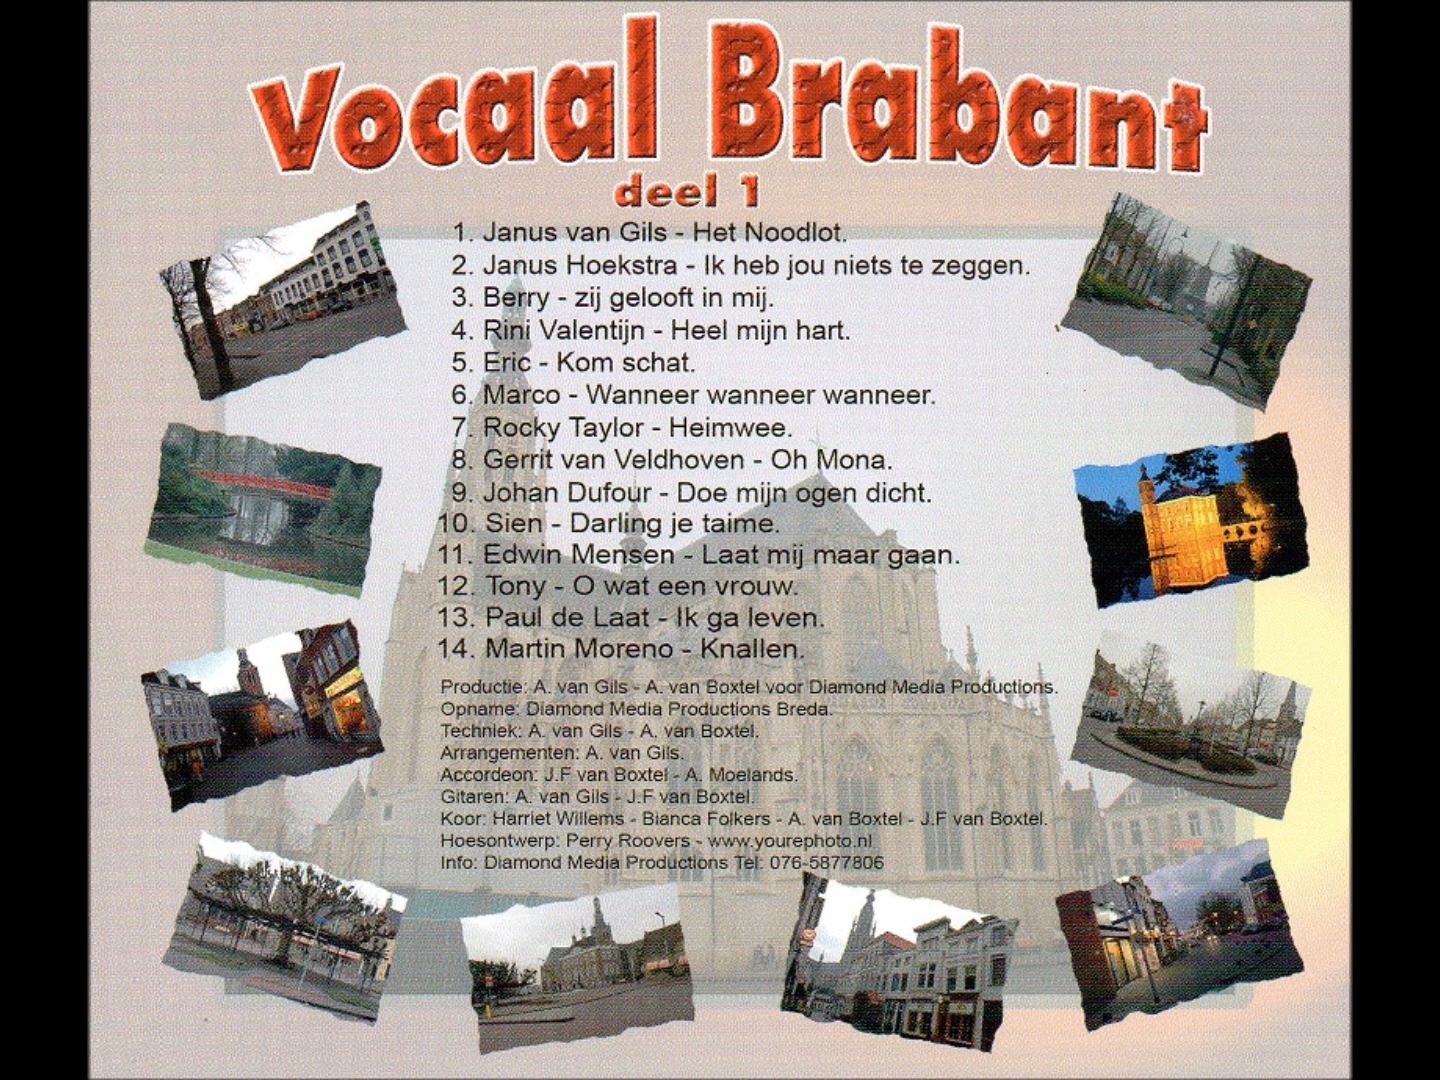 Vocaal Brabant
deel 1
1. Janus van Gils - Het Noodlot.
2. Janus Hoekstra - Ik heb jou niets te zeggen.
3. Berry - zij gelooft in mij.
4. Rini Valentijn - Heel mijn hart.
5. Eric - Kom schat.
6. Marco - Wanneer wanneer wanneer.
7. Rocky Taylor - Heimwee.
8. Gerrit van Veldhoven - Oh Mona.
9. Johan Dufour - Doe mijn ogen dicht.
10. Sien - Darling je taime.
11. Edwin Mensen - Laat mij maar gaan.
12. Tony - O wat een vrouw.
13. Paul de Laat - Ik ga leven.
14. Martin Moreno - Knallen.
Productie: A. van Gils - A. van Boxtel voor Diamond Media Productions.
Opname: Diamond Media Productions Breda.
Techniek: A. van Gils - A. van Boxtel.
Arrangementen: A. van Gils.
Accordeon: J.F van Boxtel - A. Moelands.
Gitaren: A. van Gils - J.F van Boxtel.
Koor: Harriet Willems - Bianca Folkers - A. van Boxtel - J.F van Boxtel.
Hoesontwerp: Perry Roovers - www.yourephoto.nl
Info: Diamond Media Productions Tel: 076-5877806